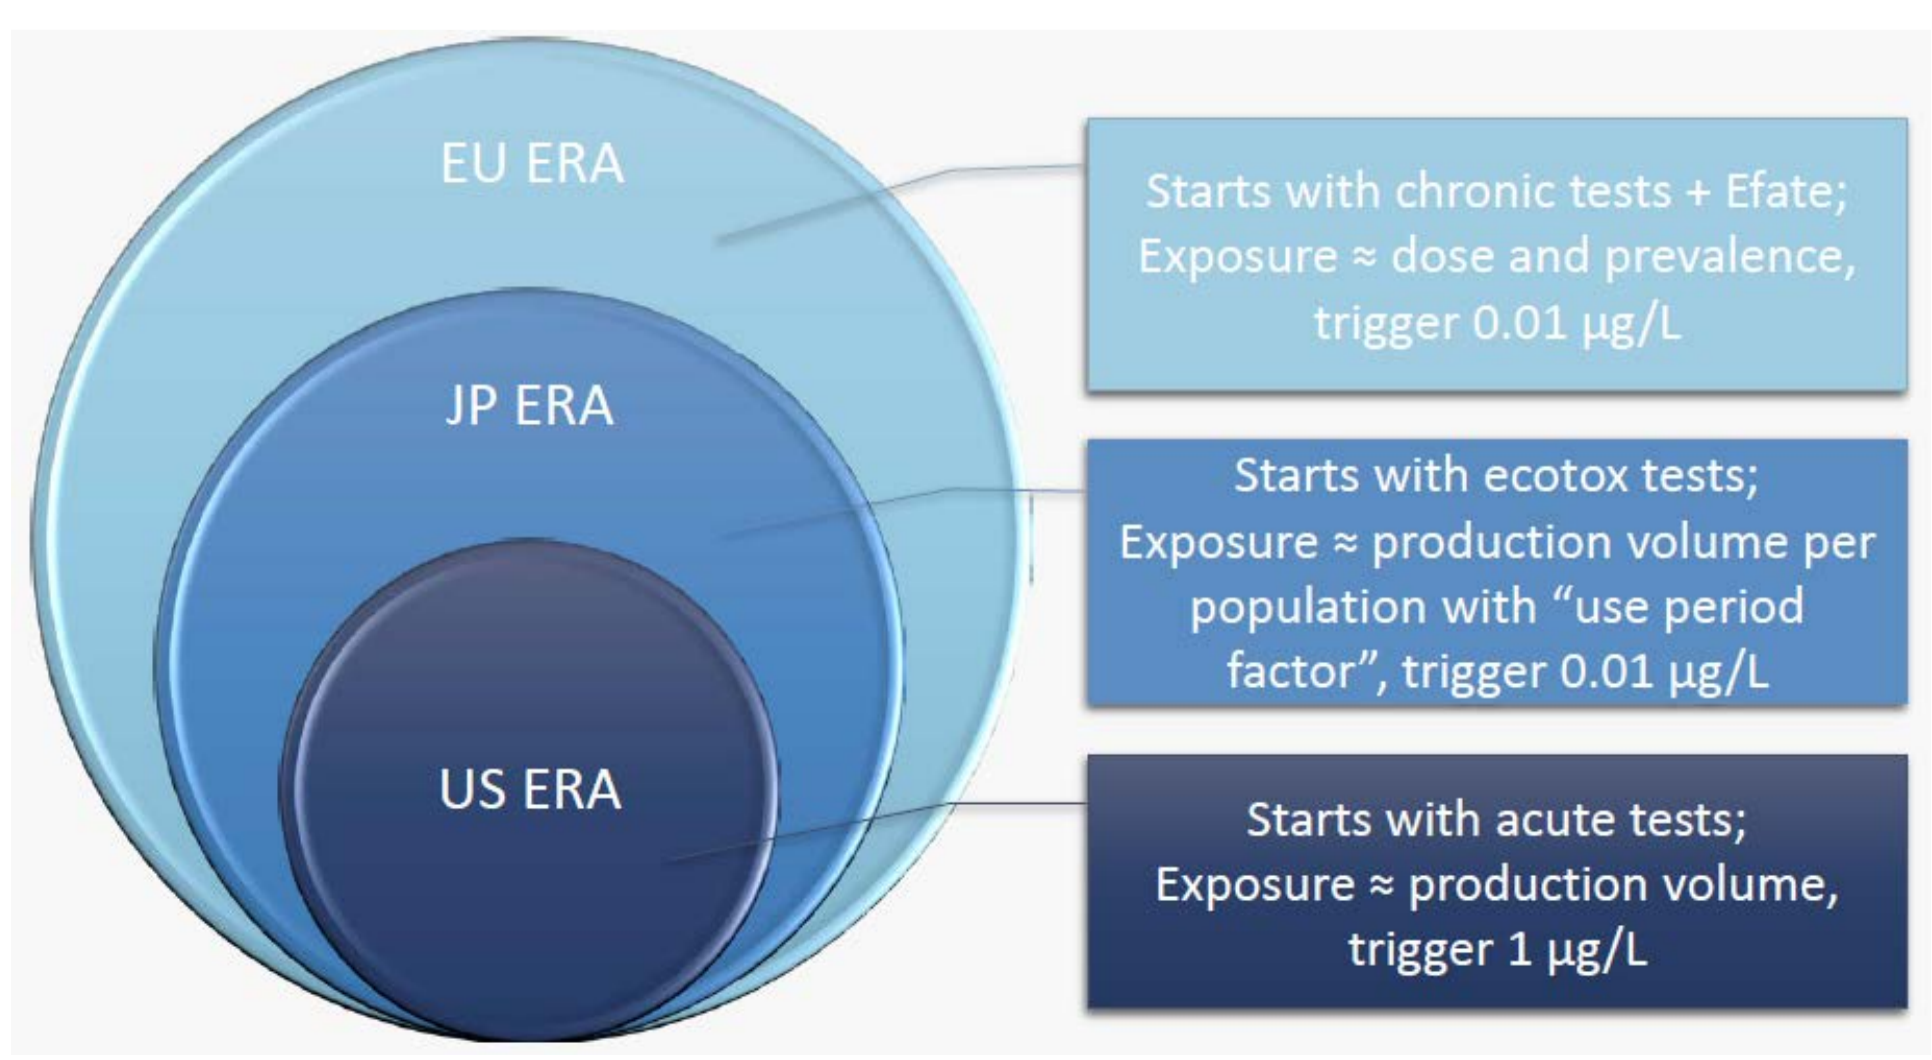 EU ERA
Starts with chronic tests + Efate;
Exposure ≈ dose and prevalence,
trigger 0.01 µg/L
JP ERA
Starts with ecotox tests;
Exposure ≈ production volume per
population with “use period
factor”, trigger 0.01 µg/L
US ERA
Starts with acute tests;
Exposure ≈ production volume,
trigger 1 µg/L